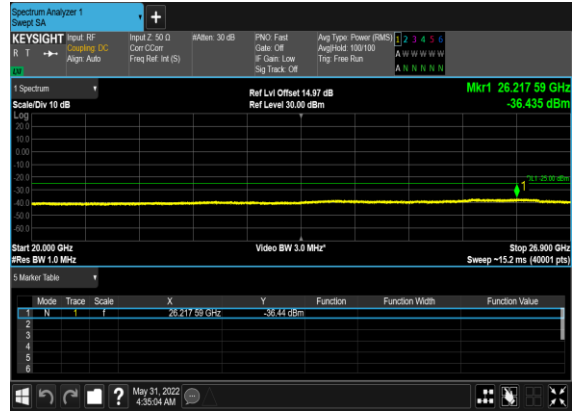 Spectrum Analyzer 1
Swept SA
KEYSIGHT Input: RF Input Z: 50 Ω #Atten: 30 dB PNO: Fast Avg Type: Power (RMS) 1 2 3 4 5 6
R T Coupling: DC Corr CCorr Gate: Off Avg|Hold: 100/100 A W W W W W
Align: Auto Freq Ref: Int (S) IF Gain: Low Trig: Free Run
Sig Track: Off A N N N N N
1 Spectrum Ref Lvl Offset 14.97 dB Mkr1 26.217 59 GHz
Scale/Div 10 dB Ref Level 30.00 dBm -36.435 dBm
Log
20.0
10.0
0.00
-10.0
-20.0
DL1 -25.00 dBm
-30.0
1
-40.0
-50.0
-60.0
Start 20.000 GHz Video BW 3.0 MHz* Stop 26.900 GHz
#Res BW 1.0 MHz Sweep ~15.2 ms (40001 pts)
5 Marker Table
Mode Trace Scale X Y Function Function Width Function Value
1 N 1 f 26.217 59 GHz -36.44 dBm
2
3
4
5
6
? May 31, 2022
4:35:04 AM